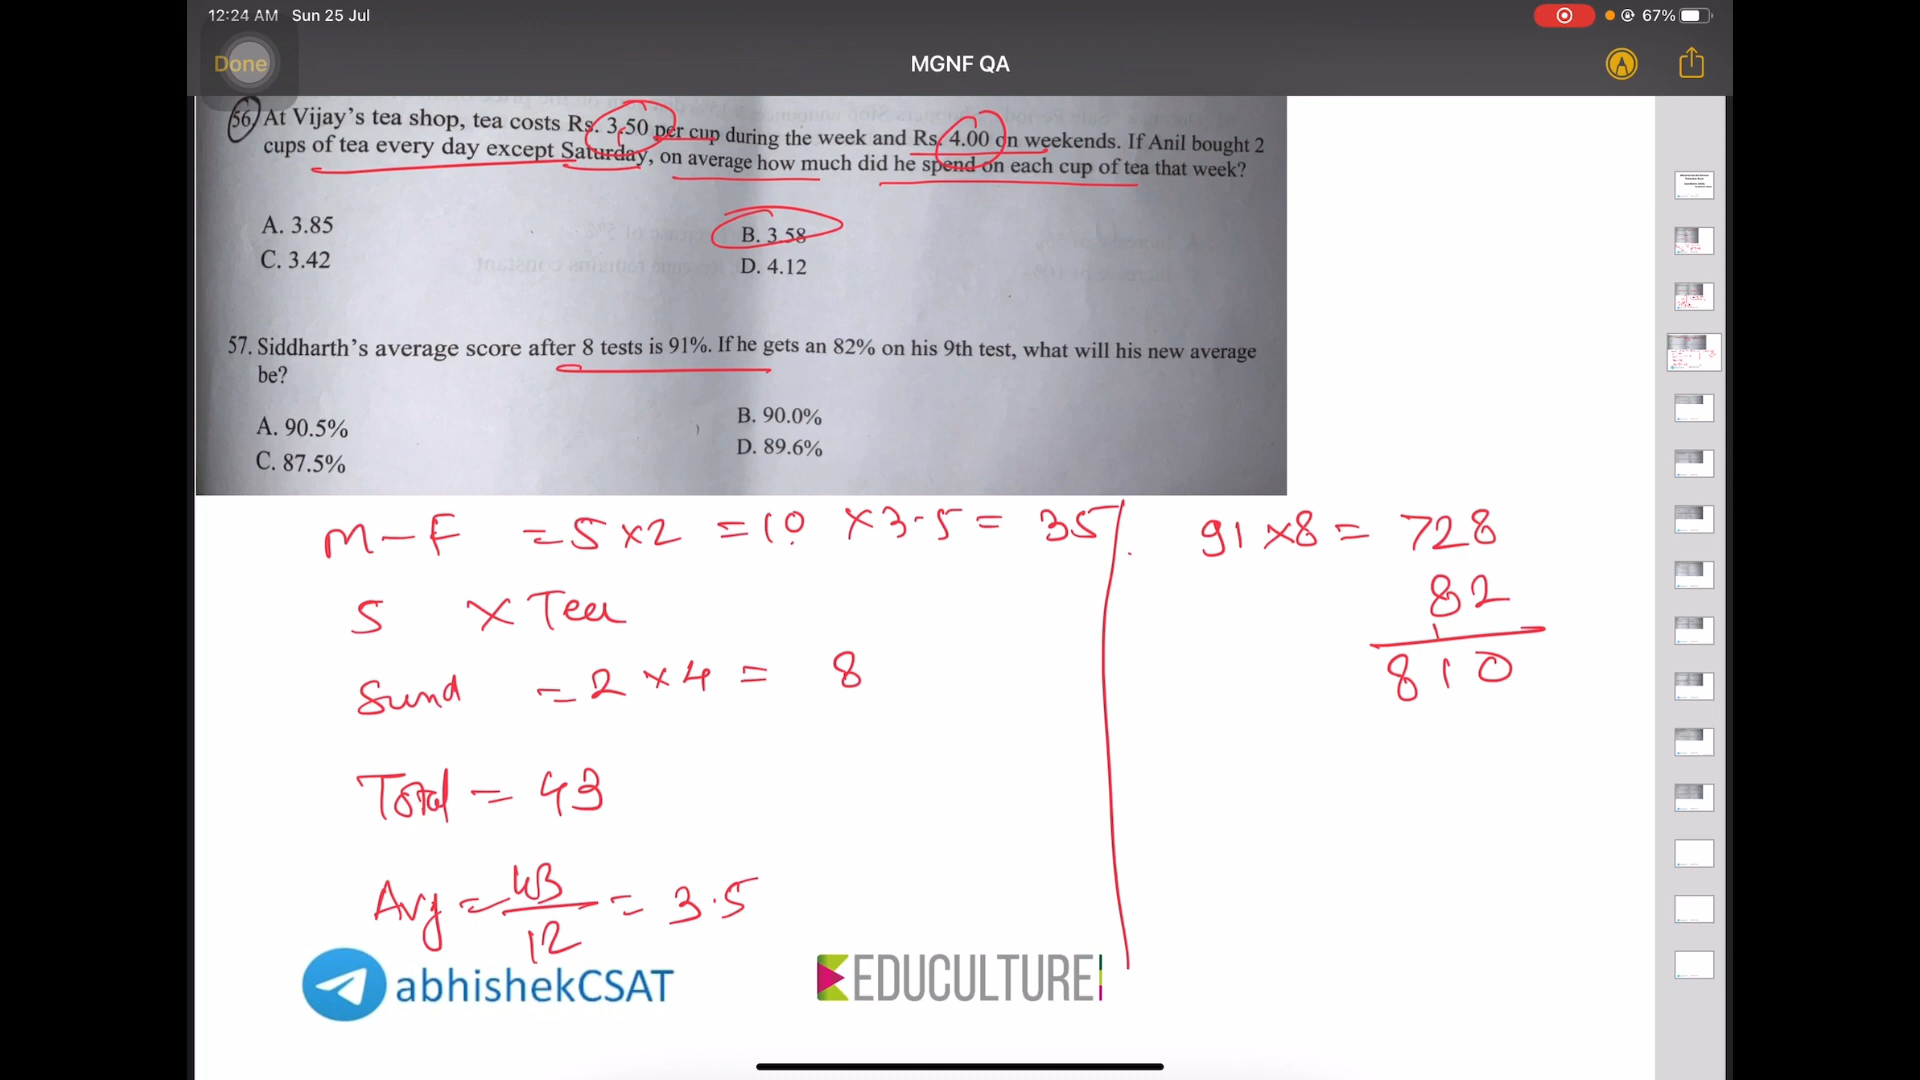 12:24 AM Sun 25 Jul
67%
Done
MGNF QA
56. At Vijay's tea shop, tea costs Rs. 3.50 per cup during the week and Rs. 4.00 on weekends. If Anil bought 2
cups of tea every day except Saturday, on average how much did he spend on each cup of tea that week?
A. 3.85
B. 3.58
C. 3.42
D. 4.12
57. Siddharth's average score after 8 tests is 91%. If he gets an 82% on his 9th test, what will his new average
be?
A. 90.5%
B. 90.0%
C. 87.5%
D. 89.6%
M - F = 5 x 2 = 10 x 3.5 = 35/.
S x Tea
Sund = 2 x 4 = 8
Total = 43
Avg = 43/12 = 3.5
91 x 8 = 728
82
1
810
abhishekCSAT
EDUCULTURE